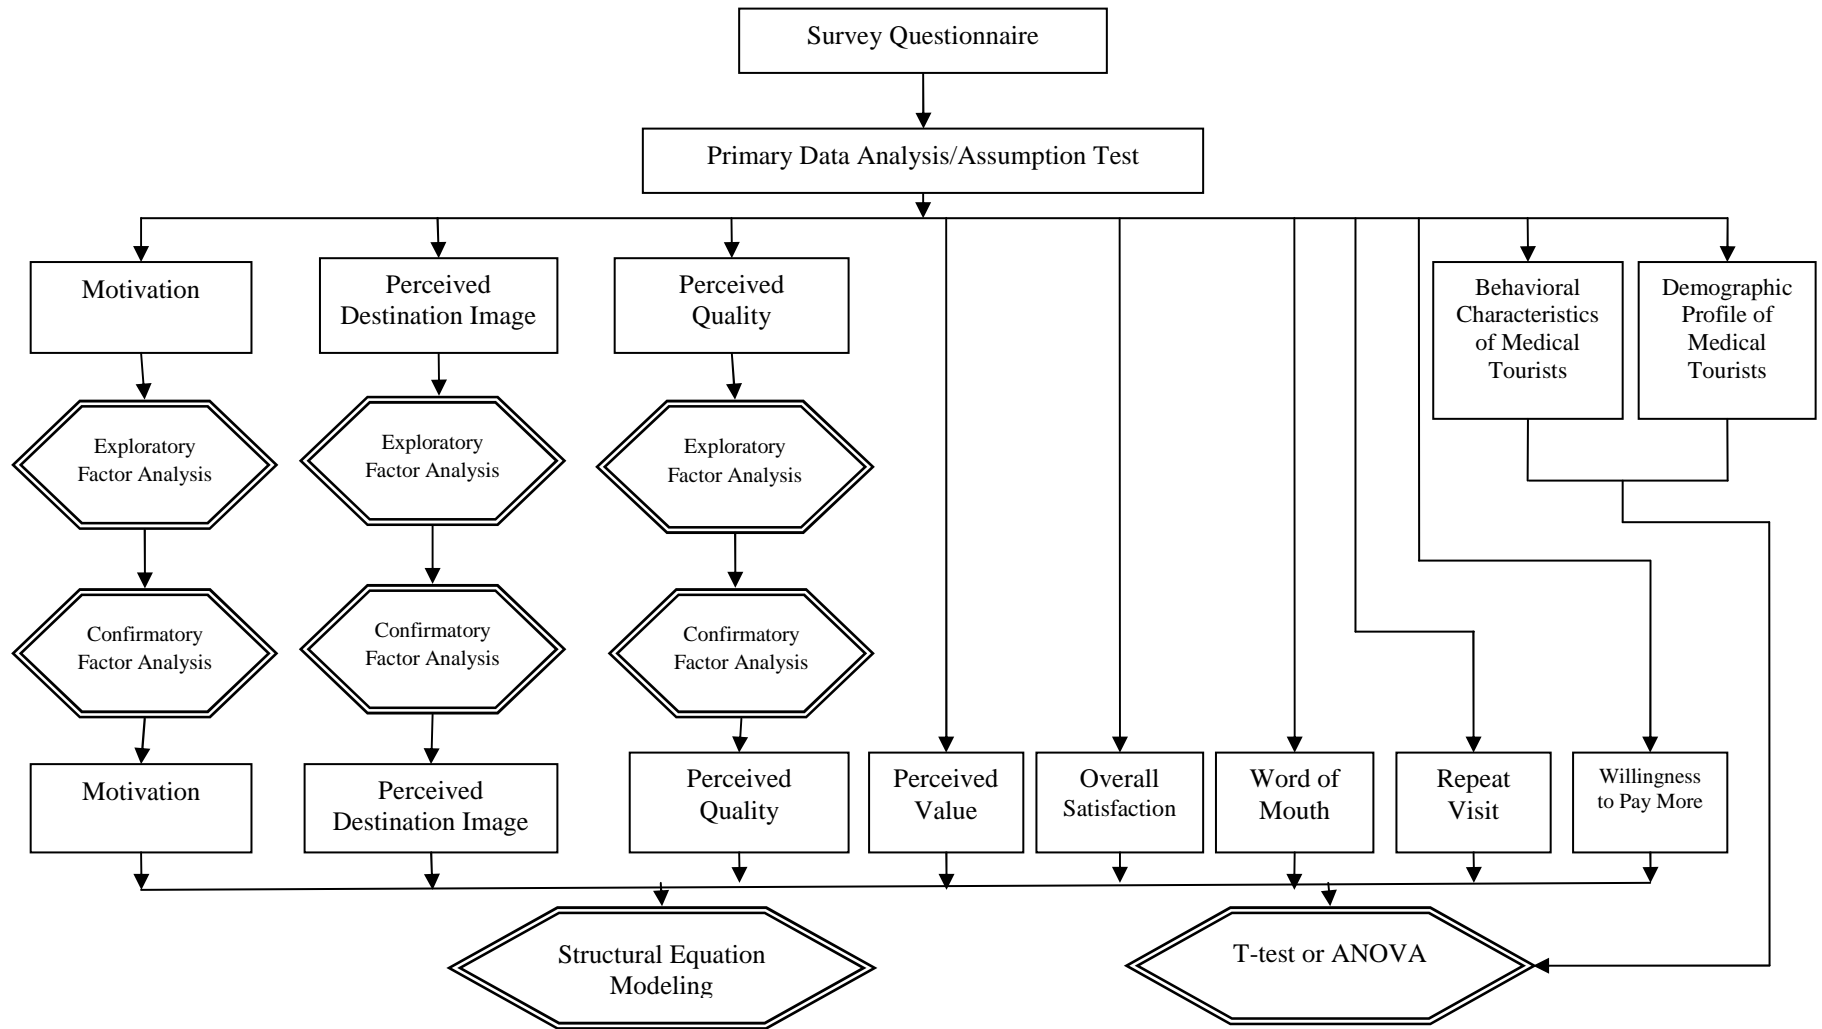 Survey Questionnaire
Primary Data Analysis/Assumption Test
Motivation
Perceived
Destination Image
Perceived
Quality
Behavioral
Characteristics
of Medical
Tourists
Demographic
Profile of
Medical
Tourists
Exploratory
Factor Analysis
Exploratory
Factor Analysis
Exploratory
Factor Analysis
Confirmatory
Factor Analysis
Confirmatory
Factor Analysis
Confirmatory
Factor Analysis
Motivation
Perceived
Destination Image
Perceived
Quality
Perceived
Value
Overall
Satisfaction
Word of
Mouth
Repeat
Visit
Willingness
to Pay More
Structural Equation
Modeling
T-test or ANOVA